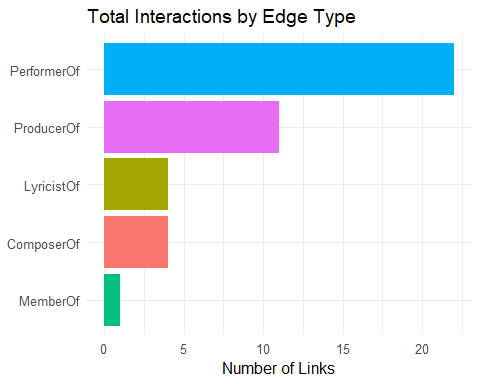 Total Interactions by Edge Type
PerformerOf
ProducerOf
LyricistOf
ComposerOf
MemberOf
0 5 10 15 20
Number of Links